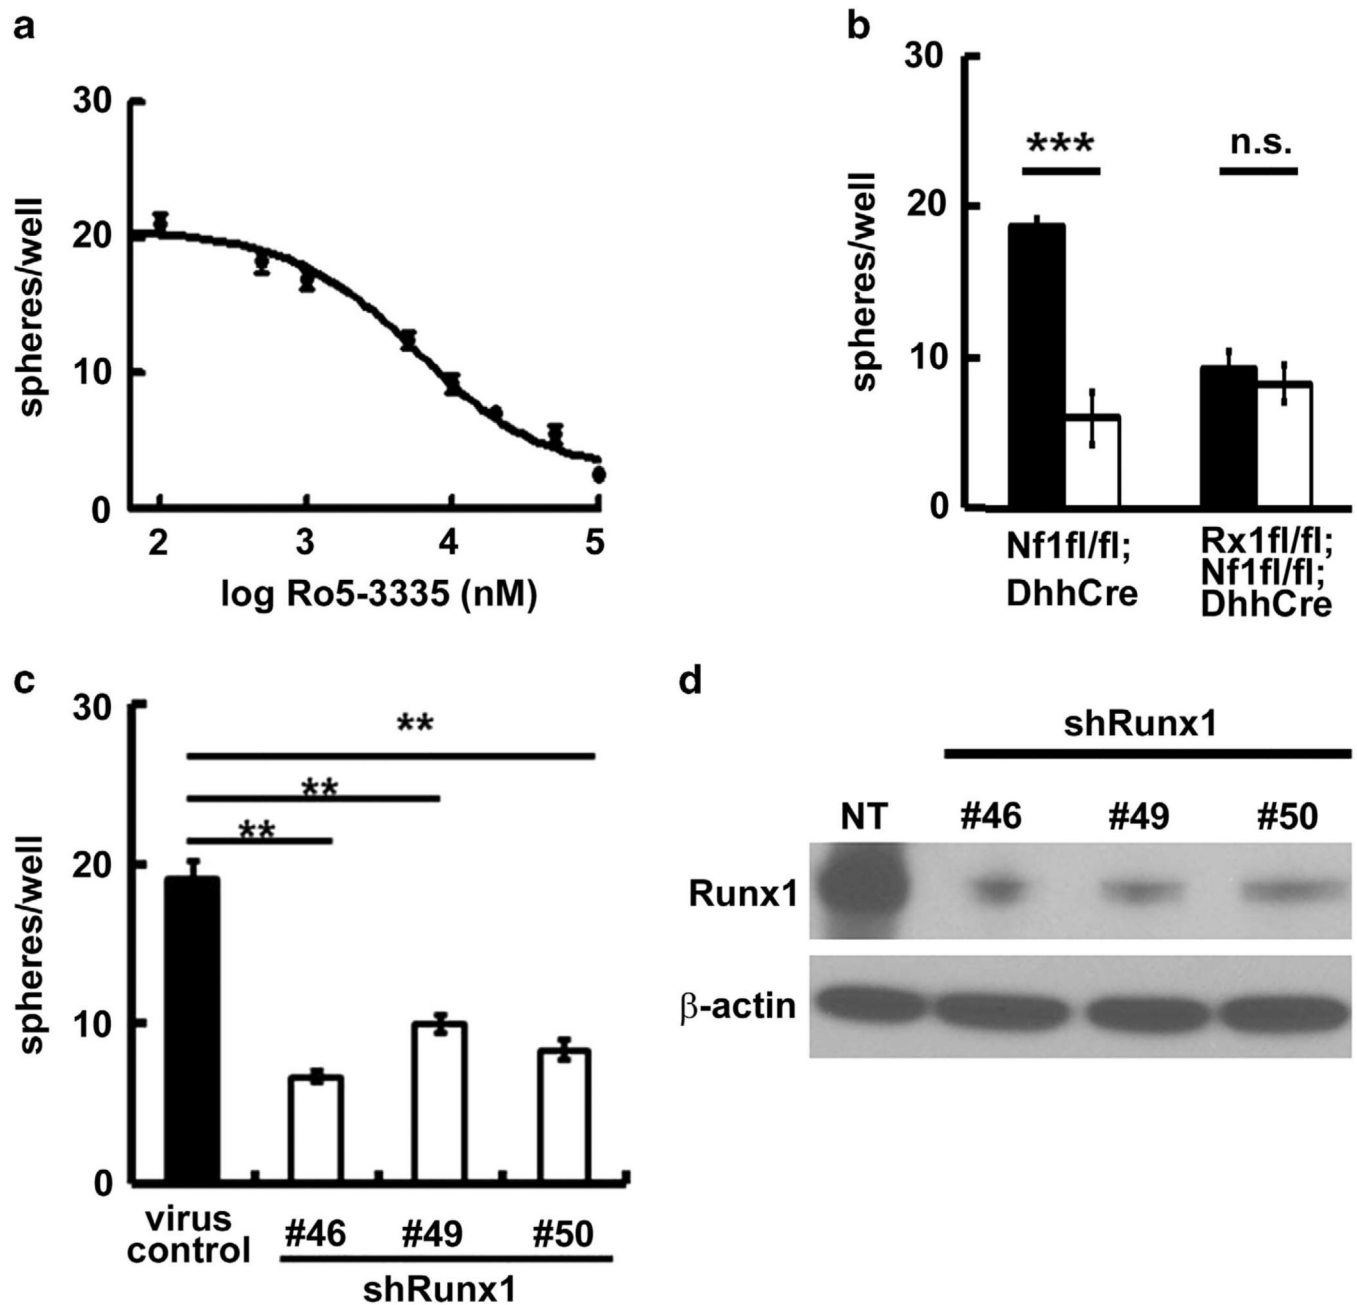 a
30
20
10
0
spheres/well
2 3 4 5
log Ro5-3335 (nM)
b
30
20
10
0
spheres/well
*** n.s.
Nf1fl/fl;
DhhCre
Rx1fl/fl;
Nf1fl/fl;
DhhCre
c
30
20
10
0
spheres/well
**
**
**
virus
control
#46 #49 #50
shRunx1
d
shRunx1
NT #46 #49 #50
Runx1
β-actin